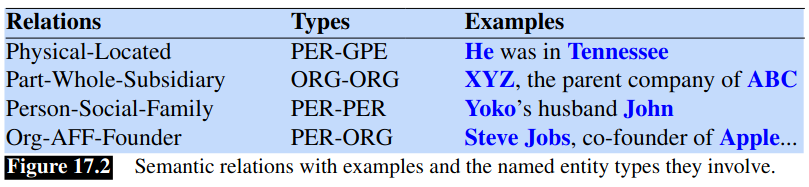 Relations Types Examples
Physical-Located PER-GPE He was in Tennessee
Part-Whole-Subsidiary ORG-ORG XYZ, the parent company of ABC
Person-Social-Family PER-PER Yoko's husband John
Org-AFF-Founder PER-ORG Steve Jobs, co-founder of Apple...
Figure 17.2 Semantic relations with examples and the named entity types they involve.